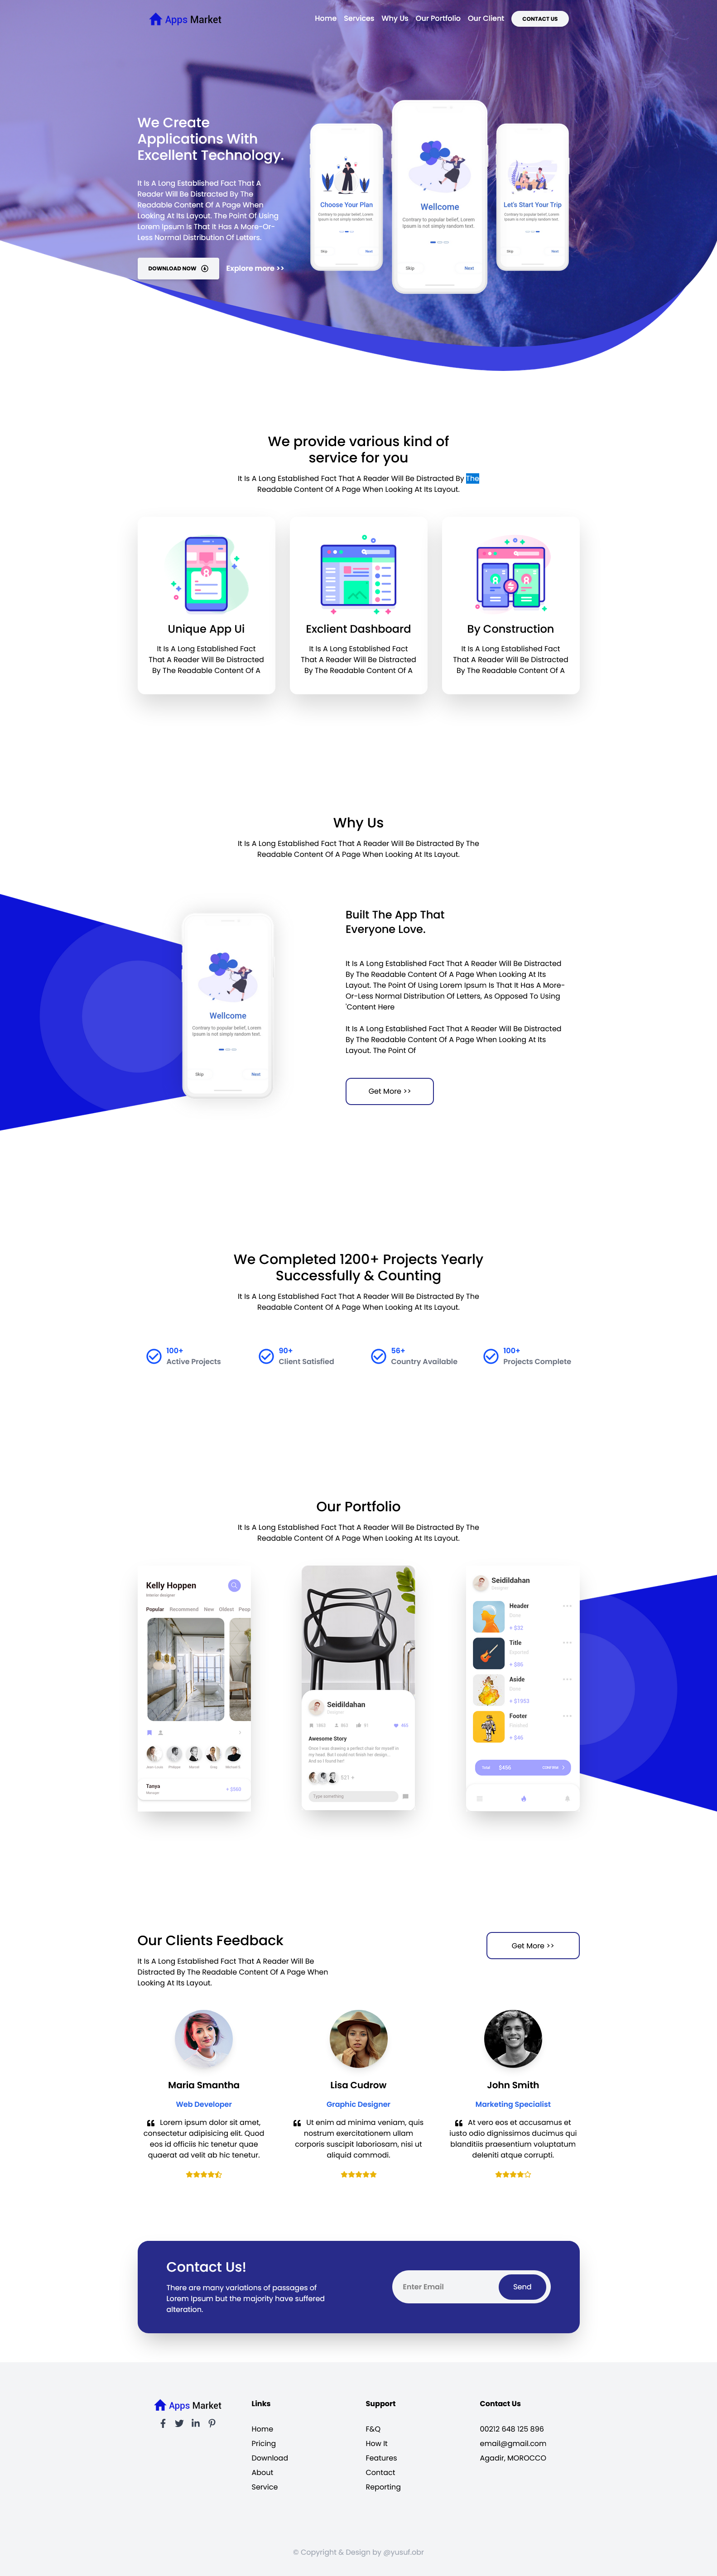 Apps Market
Home
Services
Why Us
Our Portfolio
Our Client
CONTACT US
We Create
Applications With
Excellent Technology.
It Is A Long Established Fact That A
Reader Will Be Distracted By The
Readable Content Of A Page When
Looking At Its Layout. The Point Of Using
Lorem Ipsum Is That It Has A More-Or-
Less Normal Distribution Of Letters.
DOWNLOAD NOW
Explore more >>
Choose Your Plan
Contrary to popular belief, Lorem
Ipsum is not simply random text.
Skip
Next
Wellcome
Contrary to popular belief, Lorem
Ipsum is not simply random text.
Skip
Next
Let's Start Your Trip
Contrary to popular belief, Lorem
Ipsum is not simply random text.
Skip
Next
We provide various kind of
service for you
It Is A Long Established Fact That A Reader Will Be Distracted By The
Readable Content Of A Page When Looking At Its Layout.
Unique App Ui
It Is A Long Established Fact
That A Reader Will Be Distracted
By The Readable Content Of A
Exclient Dashboard
It Is A Long Established Fact
That A Reader Will Be Distracted
By The Readable Content Of A
By Construction
It Is A Long Established Fact
That A Reader Will Be Distracted
By The Readable Content Of A
Why Us
It Is A Long Established Fact That A Reader Will Be Distracted By The
Readable Content Of A Page When Looking At Its Layout.
Wellcome
Contrary to popular belief, Lorem
Ipsum is not simply random text.
Skip
Next
Built The App That
Everyone Love.
It Is A Long Established Fact That A Reader Will Be Distracted
By The Readable Content Of A Page When Looking At Its
Layout. The Point Of Using Lorem Ipsum Is That It Has A More-
Or-Less Normal Distribution Of Letters, As Opposed To Using
'Content Here
It Is A Long Established Fact That A Reader Will Be Distracted
By The Readable Content Of A Page When Looking At Its
Layout. The Point Of
Get More >>
We Completed 1200+ Projects Yearly
Successfully & Counting
It Is A Long Established Fact That A Reader Will Be Distracted By The
Readable Content Of A Page When Looking At Its Layout.
100+
Active Projects
90+
Client Satisfied
56+
Country Available
100+
Projects Complete
Our Portfolio
It Is A Long Established Fact That A Reader Will Be Distracted By The
Readable Content Of A Page When Looking At Its Layout.
Kelly Hoppen
Interior designer
Popular
Recommend
New
Oldest
Peop
Tanya
+ $060
Seidildahan
Designer
Awesome Story
Once I was drawing a perfect chair for myself in
my head. But I could not finish for design...
And so I found her!
921 +
Type something
Seidildahan
Designer
Header
+ $32
Title
+ $86
Aside
+ $1953
Footer
+ $46
$456
CONFIRM
Our Clients Feedback
Get More >>
It Is A Long Established Fact That A Reader Will Be
Distracted By The Readable Content Of A Page When
Looking At Its Layout.
Maria Smantha
Web Developer
Lorem ipsum dolor sit amet,
consectetur adipisicing elit. Quod
eos id officiis hic tenetur quae
quaerat ad velit ab hic tenetur.
Lisa Cudrow
Graphic Designer
Ut enim ad minima veniam, quis
nostrum exercitationem ullam
corporis suscipit laboriosam, nisi ut
aliquid commodi.
John Smith
Marketing Specialist
At vero eos et accusamus et
iusto odio dignissimos ducimus qui
blanditiis praesentium voluptatum
deleniti atque corrupti.
Contact Us!
There are many variations of passages of
Lorem Ipsum but the majority have suffered
alteration.
Enter Email
Send
Apps Market
Links
Home
Pricing
Download
About
Service
Support
F&Q
How It
Features
Contact
Reporting
Contact Us
00212 648 125 896
email@gmail.com
Agadir, MOROCCO
© Copyright & Design by @yusuf.abr